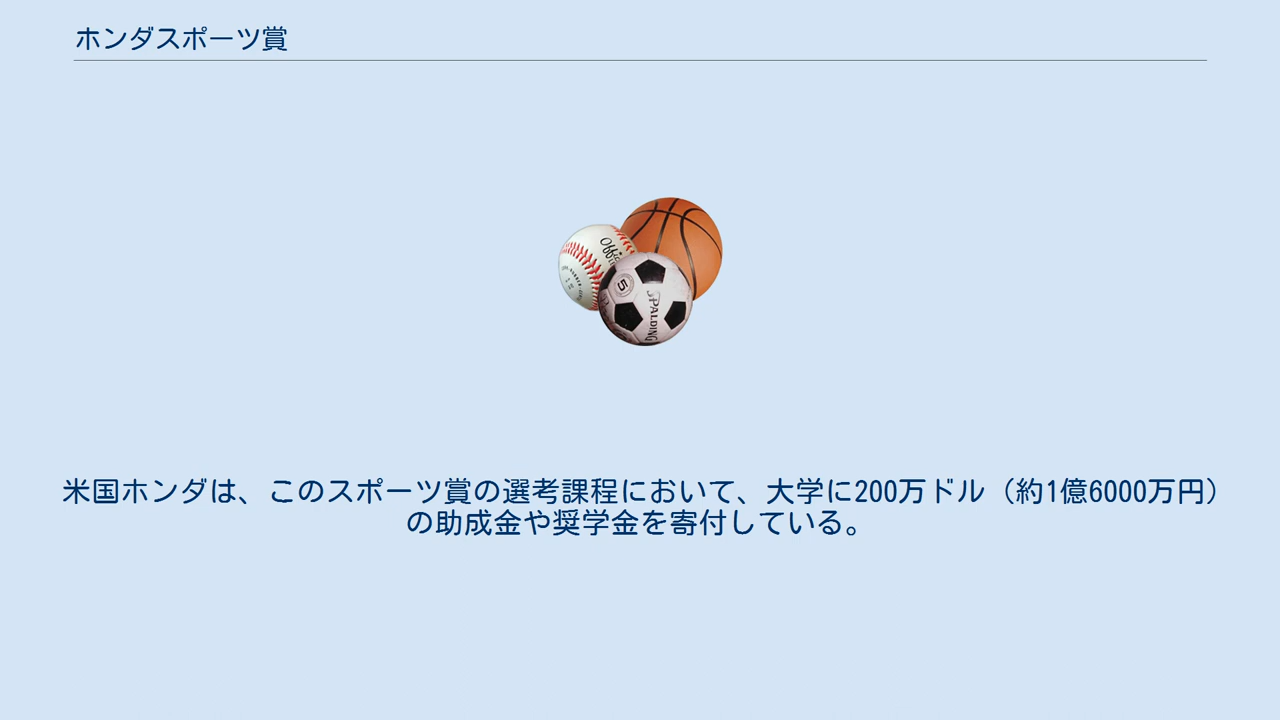 ホンダスポーツ賞
Offic
5
SPALDING
米国ホンダは、このスポーツ賞の選考課程において、大学に200万ドル（約1億6000万円）
の助成金や奨学金を寄付している。